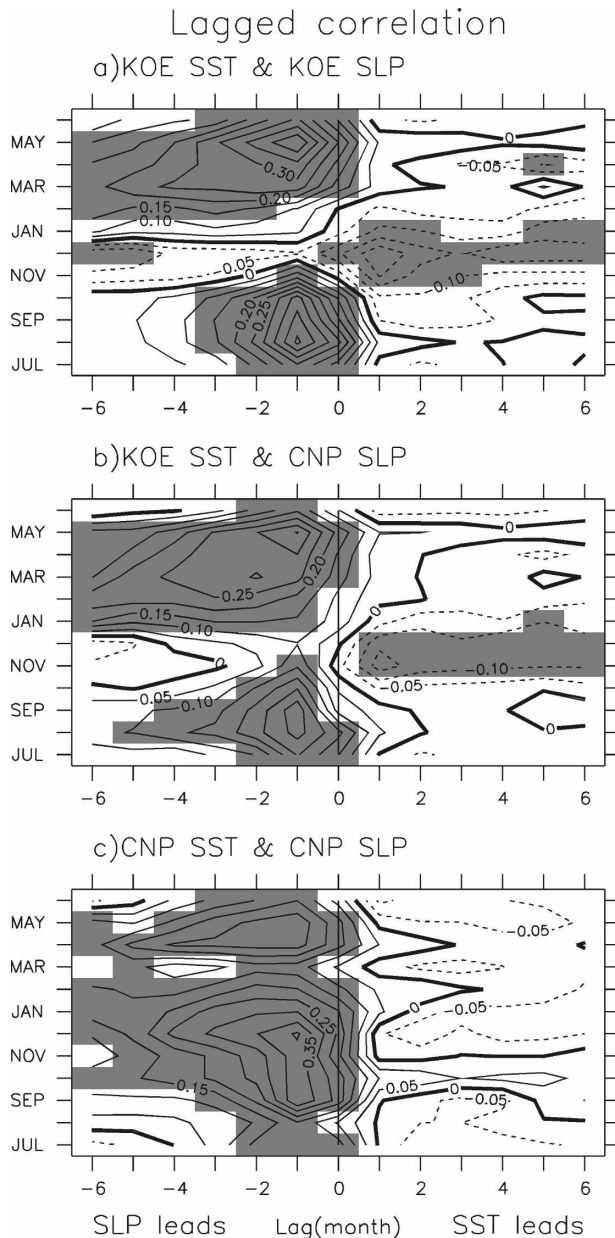 Lagged correlation
a)KOE SST & KOE SLP
MAY
MAR
JAN
NOV
SEP
JUL
0
-0.05
0.30
0.20
0.15
0.10
-0.05
0
-0.10
0.20
0.25
-6 -4 -2 0 2 4 6
b)KOE SST & CNP SLP
MAY
MAR
JAN
NOV
SEP
JUL
0
0.20
0.25
0.15
0.10
0
0
-0.10
0.05
-0.05
0.10
0
-6 -4 -2 0 2 4 6
c)CNP SST & CNP SLP
MAY
MAR
JAN
NOV
SEP
JUL
-0.05
0.25
0
-0.05
0.35
0.15
0.05
0
-0.05
-6 -4 -2 0 2 4 6
SLP leads Lag(month) SST leads